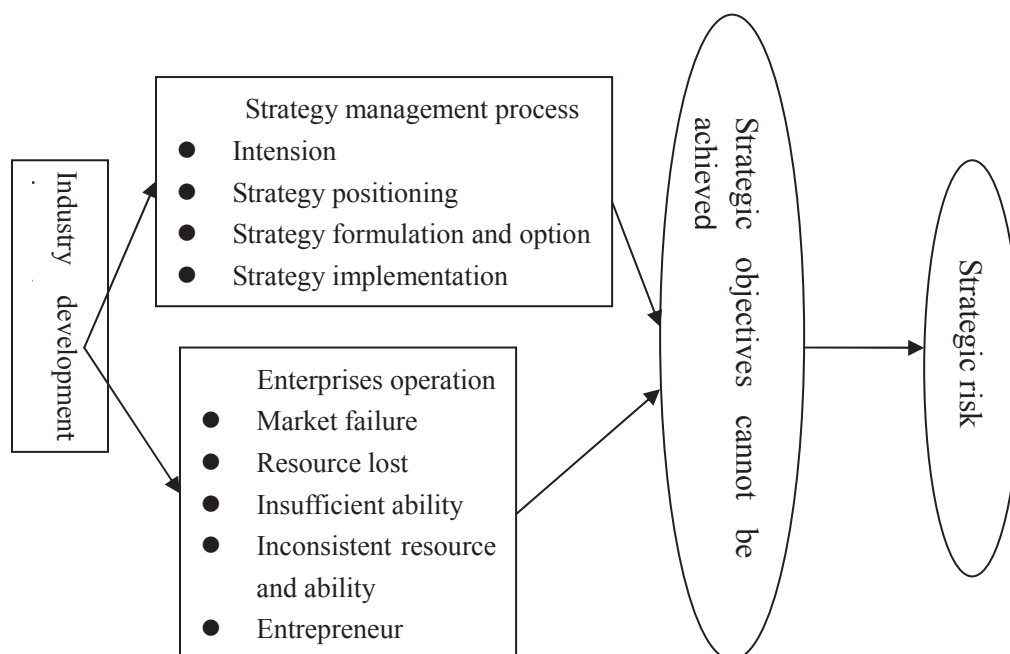 Industry development
Strategy management process
● Intension
● Strategy positioning
● Strategy formulation and option
● Strategy implementation
Enterprises operation
● Market failure
● Resource lost
● Insufficient ability
● Inconsistent resource
and ability
● Entrepreneur
Strategic objectives cannot be
achieved
Strategic risk